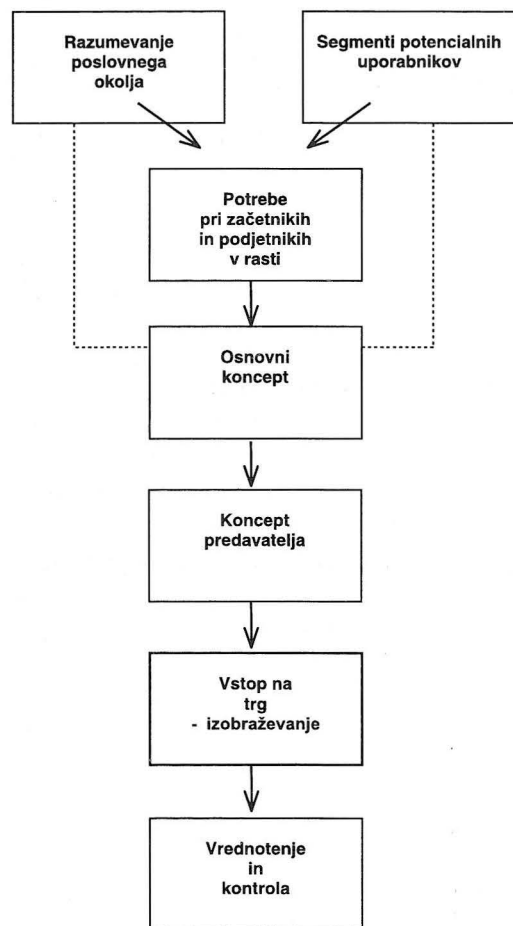 Razumevanje
poslovnega
okolja
Segmenti potencialnih
uporabnikov
Potrebe
pri začetnikih
in podjetnikih
v rasti
Osnovni
koncept
Koncept
predavatelja
Vstop na
trg
- izobraževanje
Vrednotenje
in
kontrola